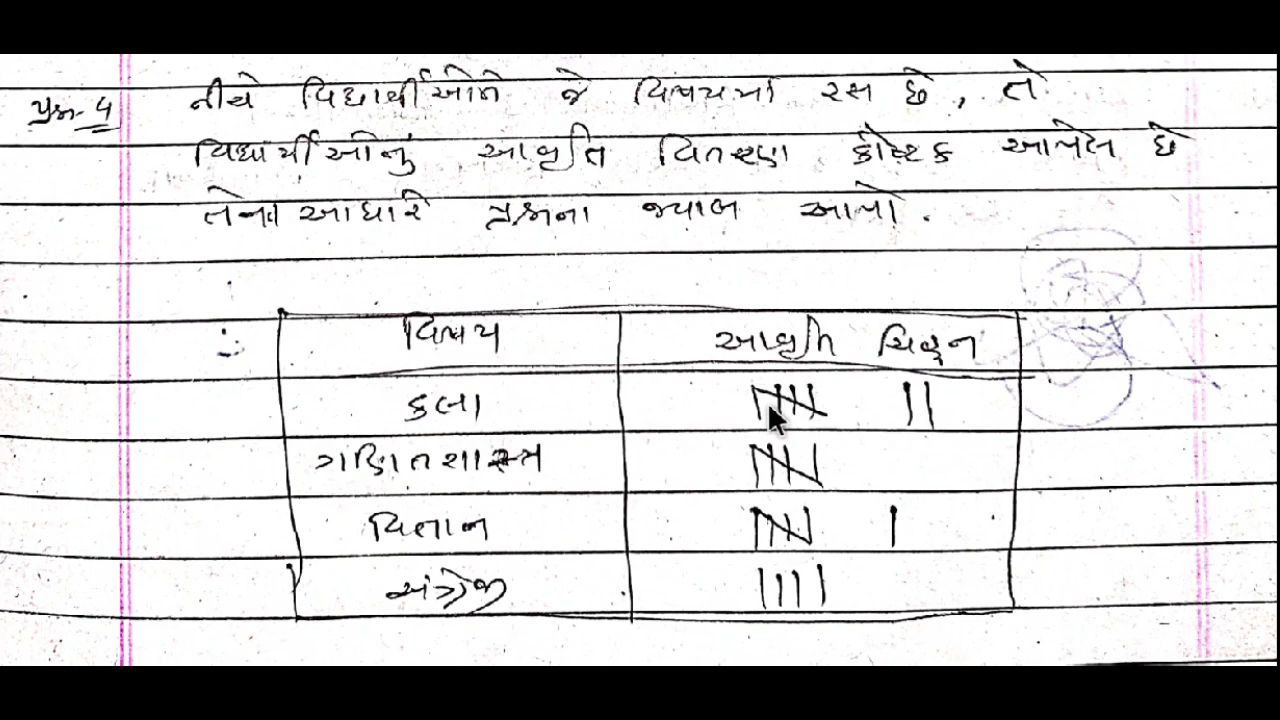 પ્રશ્ન-૫ નીચે વિદ્યાર્થીઓને જે વિષયમાં રસ છે, તે
વિદ્યાર્થીઓનું આવૃત્તિ વિતરણ કોષ્ટક આપેલ છે
તેના આધારે પ્રશ્નના જવાબ આપો.
વિષય આવૃત્તિ ચિહ્ન
કલા
ગણિતશાસ્ત્ર
વિજ્ઞાન
અંગ્રેજી